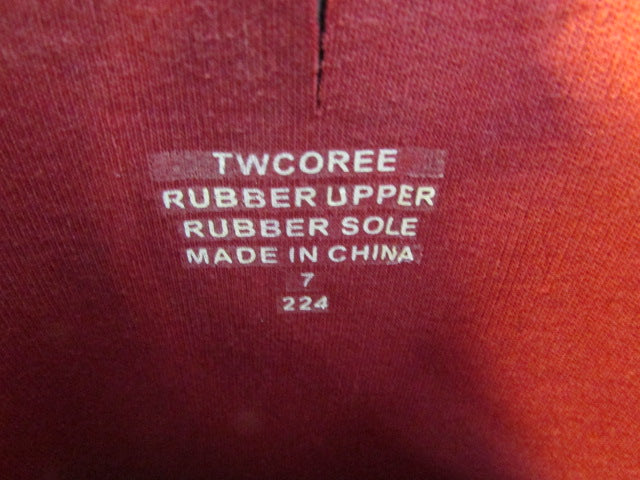 TWCOREE
RUBBER UPPER
RUBBER SOLE
MADE IN CHINA
7
224